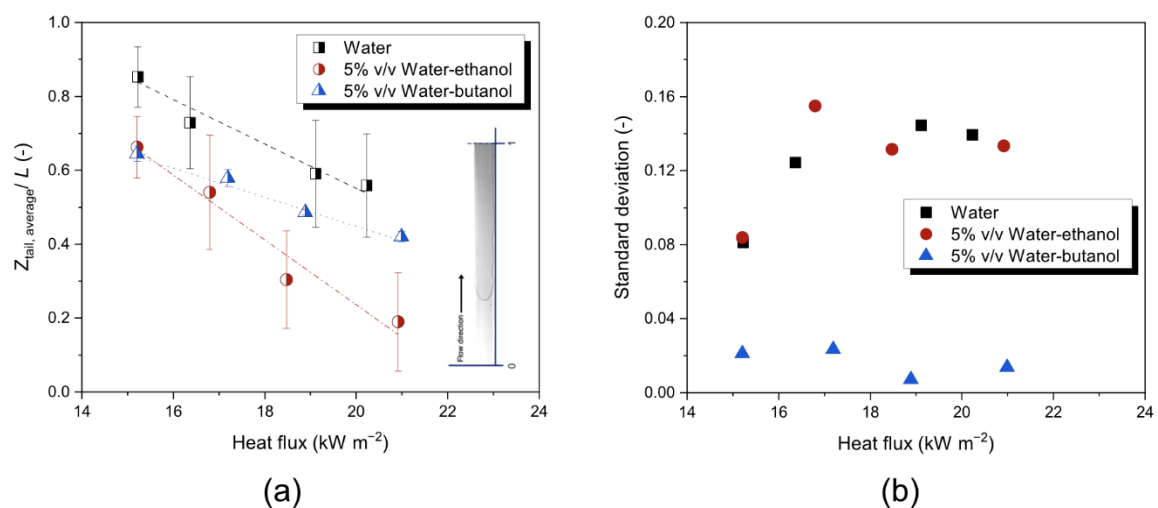 1.0
0.8
0.6
0.4
0.2
0.0
Z_tail, average/ L (-)
Water
5% v/v Water-ethanol
5% v/v Water-butanol
Flow direction
1
0
14 16 18 20 22 24
Heat flux (kW m⁻²)
(a)
0.16
0.12
0.08
0.04
0.00
Standard deviation (-)
Water
5% v/v Water-ethanol
5% v/v Water-butanol
14 16 18 20 22 24
Heat flux (kW m⁻²)
(b)